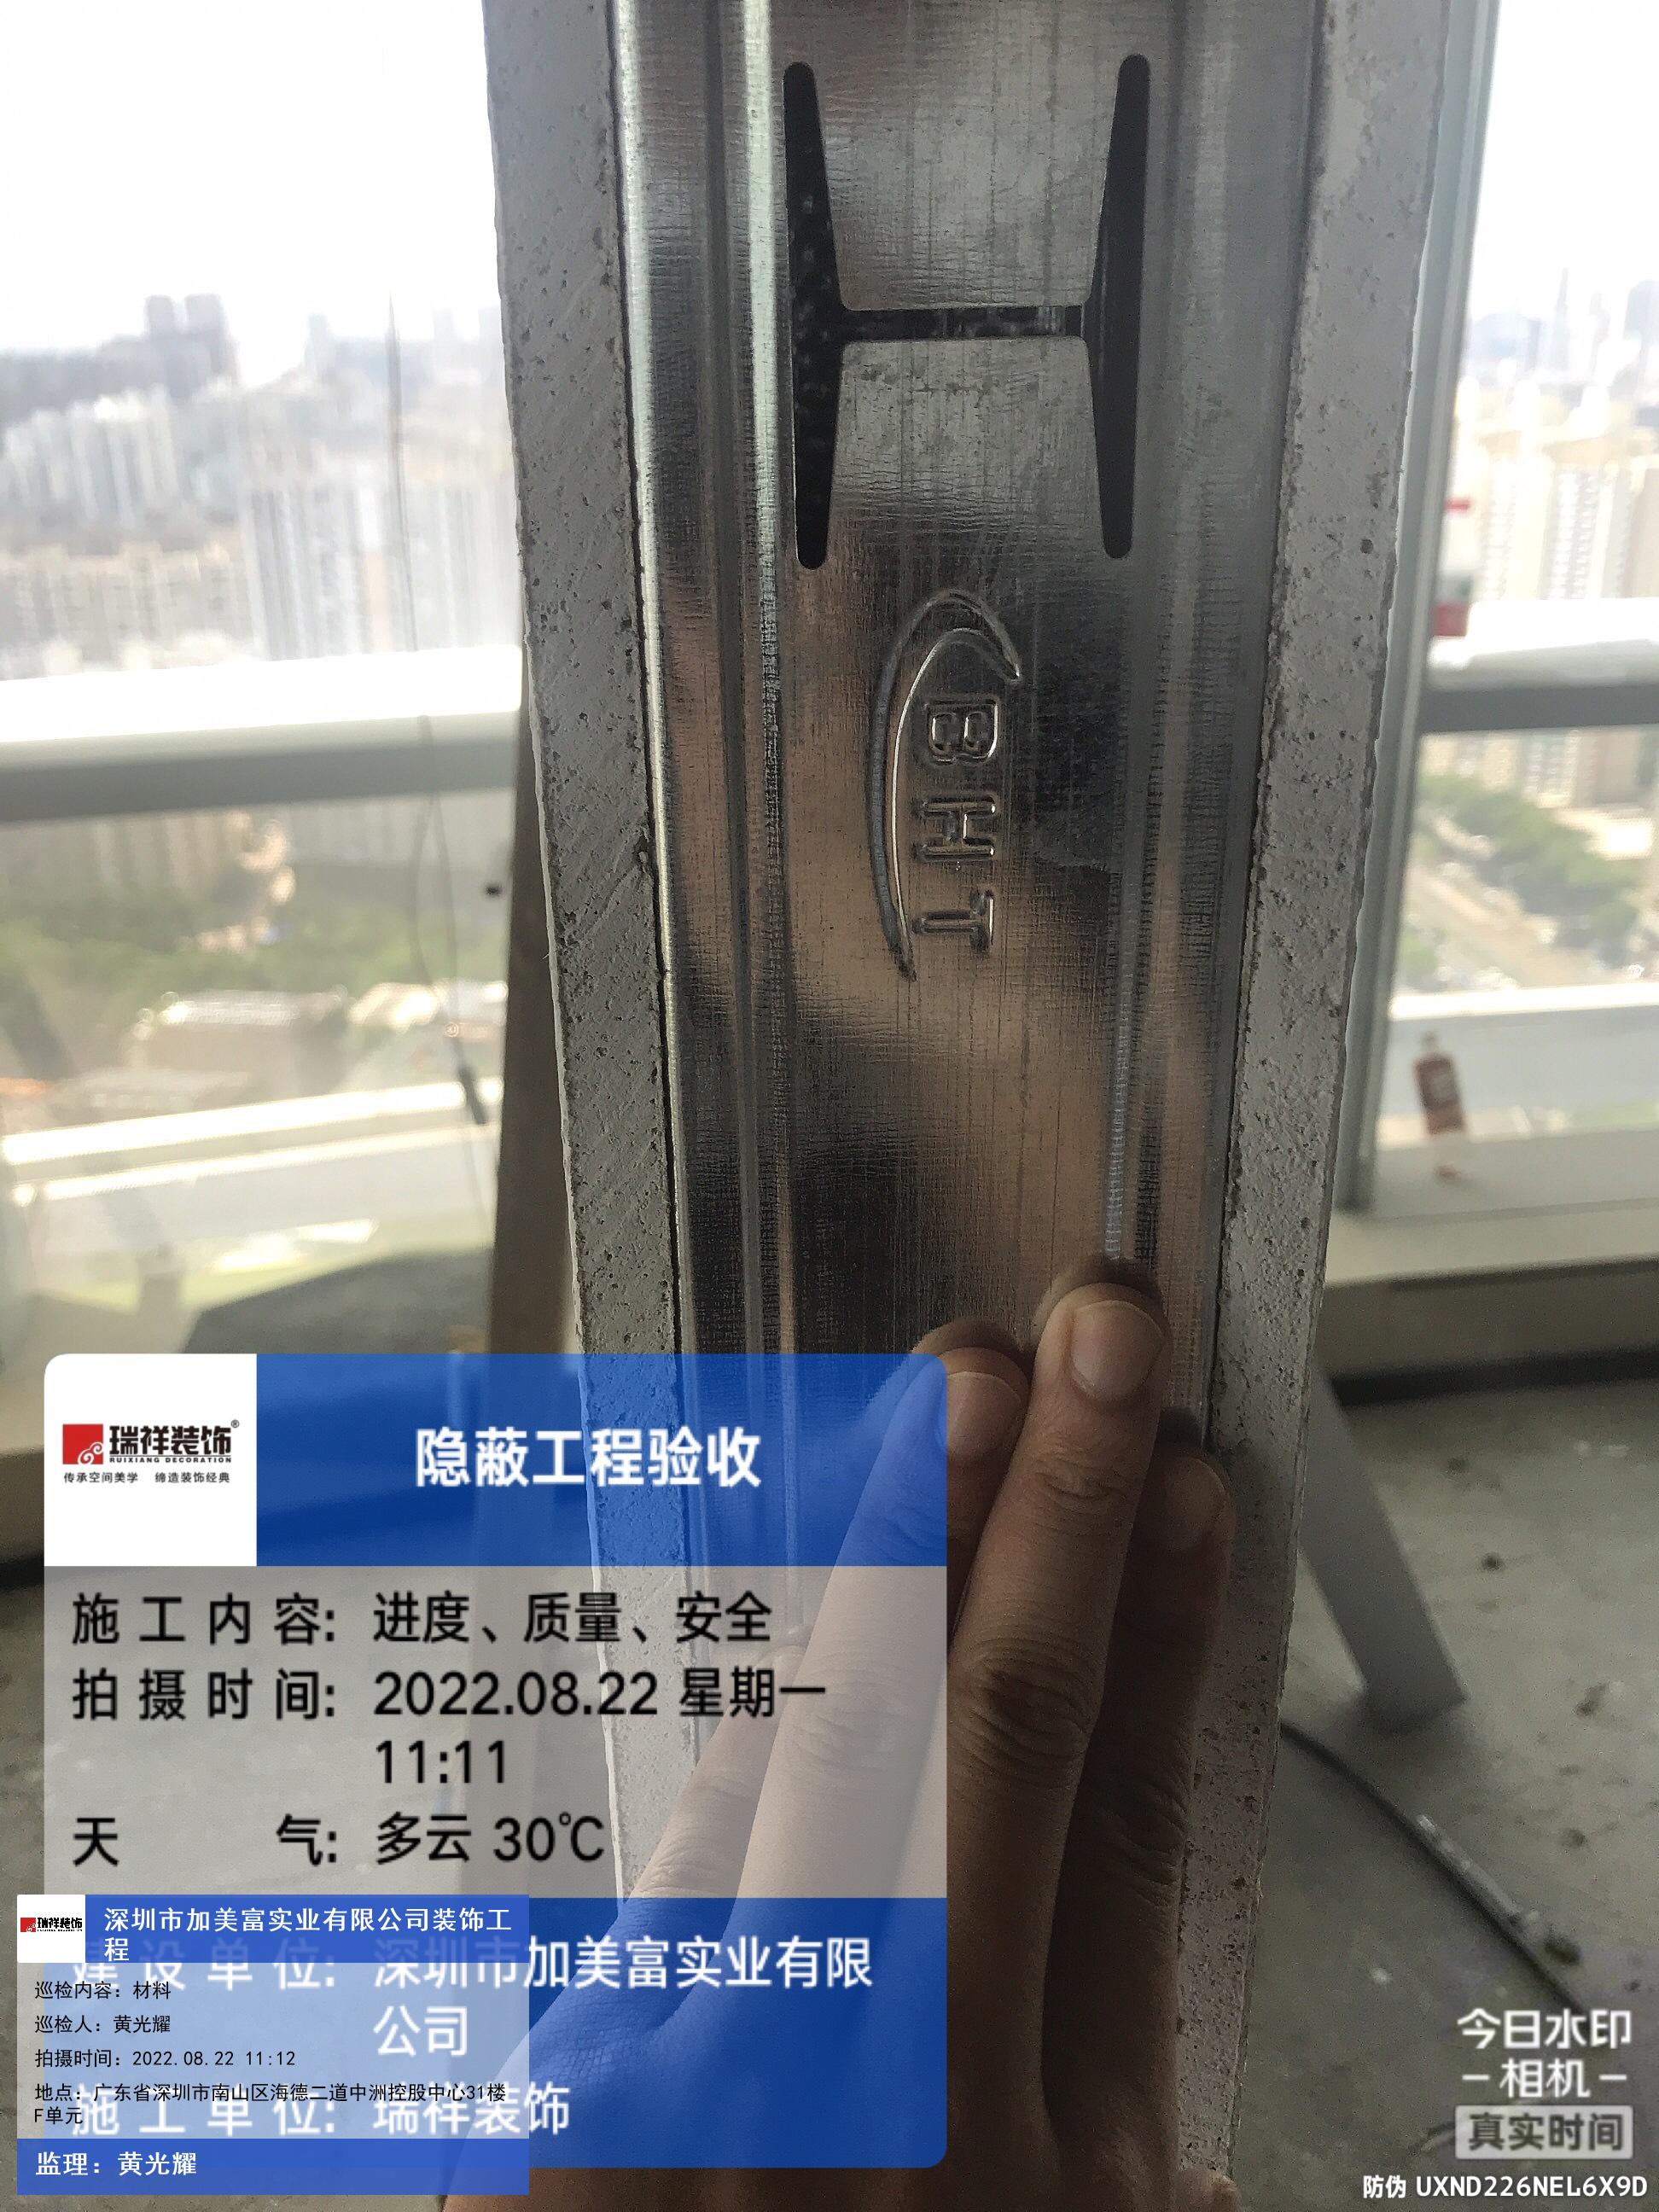 BHT
瑞祥装饰®
RUIXIANG DECORATION
传承空间美学 缔造装饰经典
隐蔽工程验收
施工内容: 进度、质量、安全
拍摄时间: 2022.08.22 星期一
11:11
天气: 多云 30℃
建设单位: 深圳市加美富实业有限
公司
施工单位: 瑞祥装饰
瑞祥装饰
深圳市加美富实业有限公司装饰工
程
巡检内容: 材料
巡检人: 黄光耀
拍摄时间: 2022.08.22 11:12
地点: 广东省深圳市南山区海德二道中洲控股中心31楼
F单元
监理: 黄光耀
今日水印
相机
真实时间
防伪 UXND226NEL6X9D